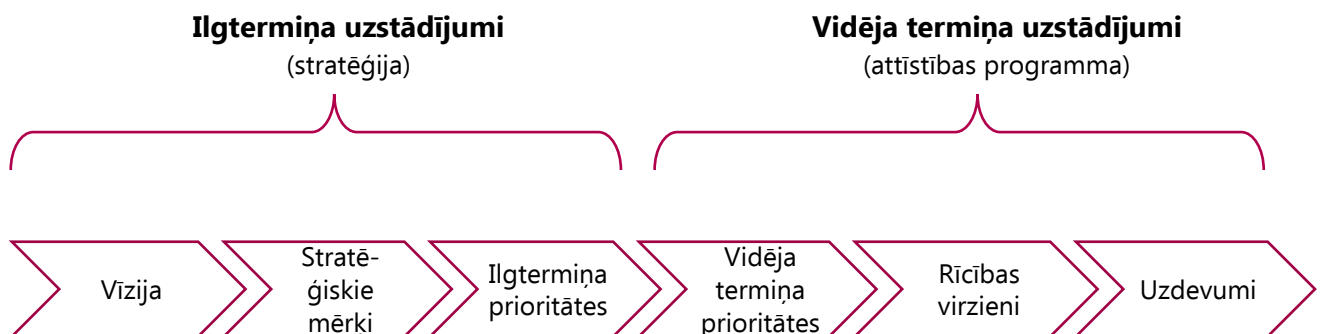 Ilgtermiņa uzstādījumi
(stratēģija)
Vidēja termiņa uzstādījumi
(attīstības programma)
Vīzija
Stratē-
ģiskie
mērķi
Ilgtermiņa
prioritātes
Vidēja
termiņa
prioritātes
Rīcības
virzieni
Uzdevumi